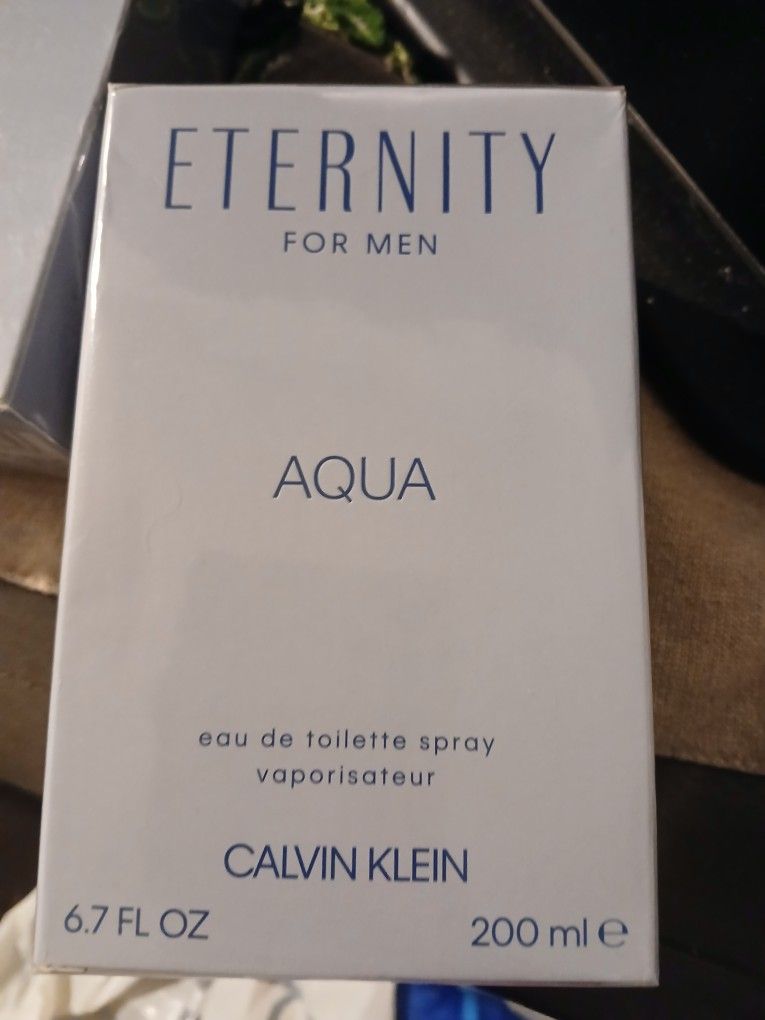 ETERNITY
FOR MEN
AQUA
eau de toilette spray
vaporisateur
CALVIN KLEIN
6.7 FL OZ 200 ml ℮